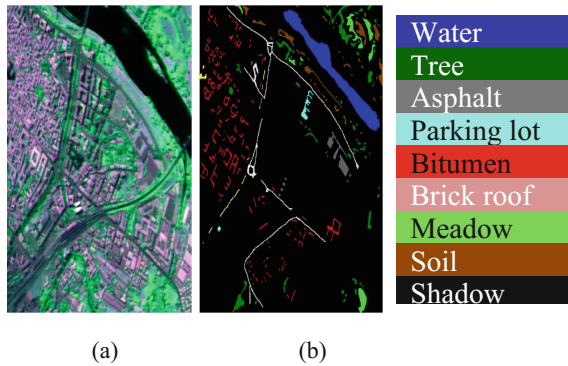 Water
Tree
Asphalt
Parking lot
Bitumen
Brick roof
Meadow
Soil
Shadow
(a)
(b)